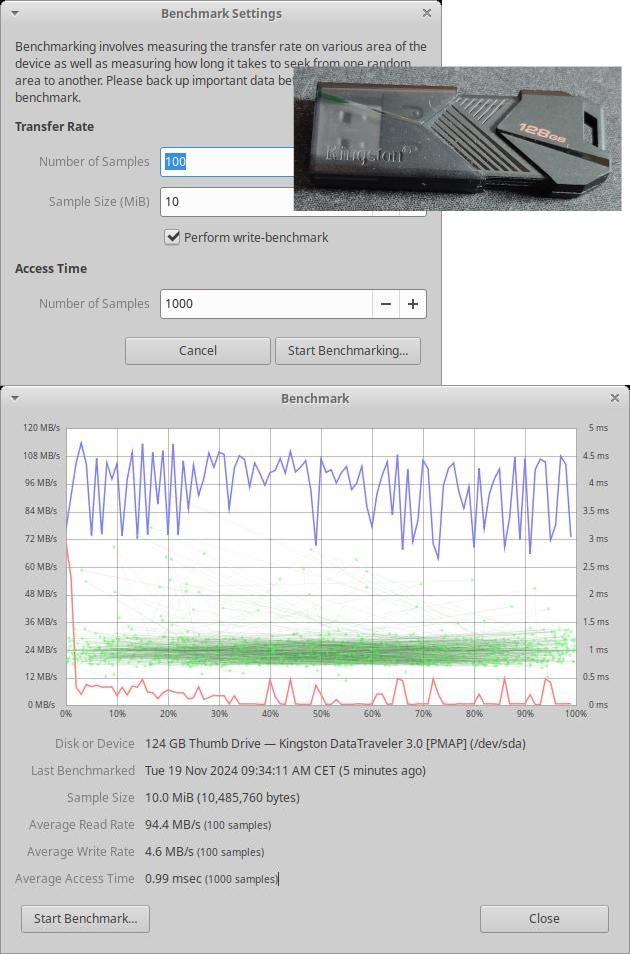 Benchmark Settings
Benchmarking involves measuring the transfer rate on various area of the
device as well as measuring how long it takes to seek from one random
area to another. Please back up important data be
benchmark.
Transfer Rate
Number of Samples 100
Sample Size (MiB) 10
Perform write-benchmark
Access Time
Number of Samples 1000
Cancel Start Benchmarking...
Kingston
128GB
Benchmark
120 MB/s 5 ms
108 MB/s 4.5 ms
96 MB/s 4 ms
84 MB/s 3.5 ms
72 MB/s 3 ms
60 MB/s 2.5 ms
48 MB/s 2 ms
36 MB/s 1.5 ms
24 MB/s 1 ms
12 MB/s 0.5 ms
0 MB/s 0 ms
0% 10% 20% 30% 40% 50% 60% 70% 80% 90% 100%
Disk or Device 124 GB Thumb Drive — Kingston DataTraveler 3.0 [PMAP] (/dev/sda)
Last Benchmarked Tue 19 Nov 2024 09:34:11 AM CET (5 minutes ago)
Sample Size 10.0 MiB (10,485,760 bytes)
Average Read Rate 94.4 MB/s (100 samples)
Average Write Rate 4.6 MB/s (100 samples)
Average Access Time 0.99 msec (1000 samples)
Start Benchmark... Close